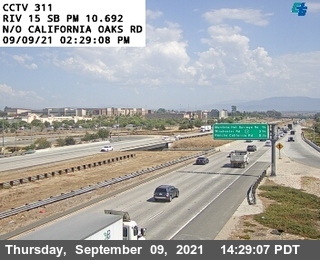 CCTV 311
RIV 15 SB PM 10.692
N/O CALIFORNIA OAKS RD
09/09/21 02:29:08 PM
Thursday, September 09, 2021 14:29:07 PDT